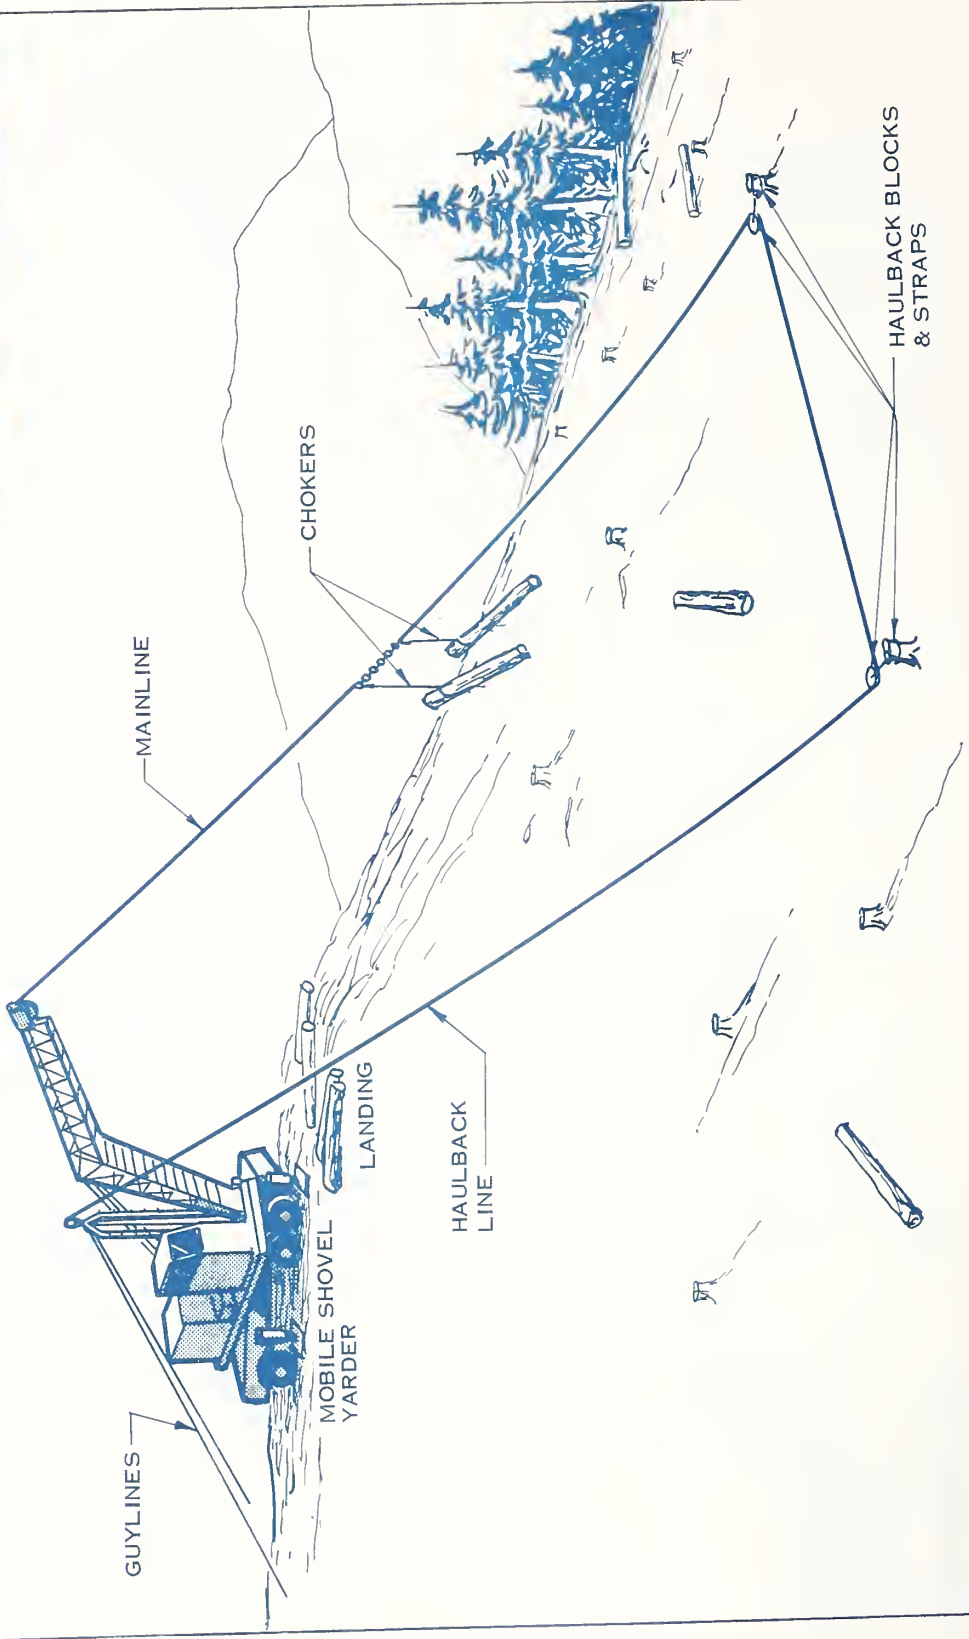 GUYLINES
MAINLINE
CHOKERS
MOBILE SHOVEL
YARDER
LANDING
HAULBACK
LINE
HAULBACK BLOCKS
& STRAPS